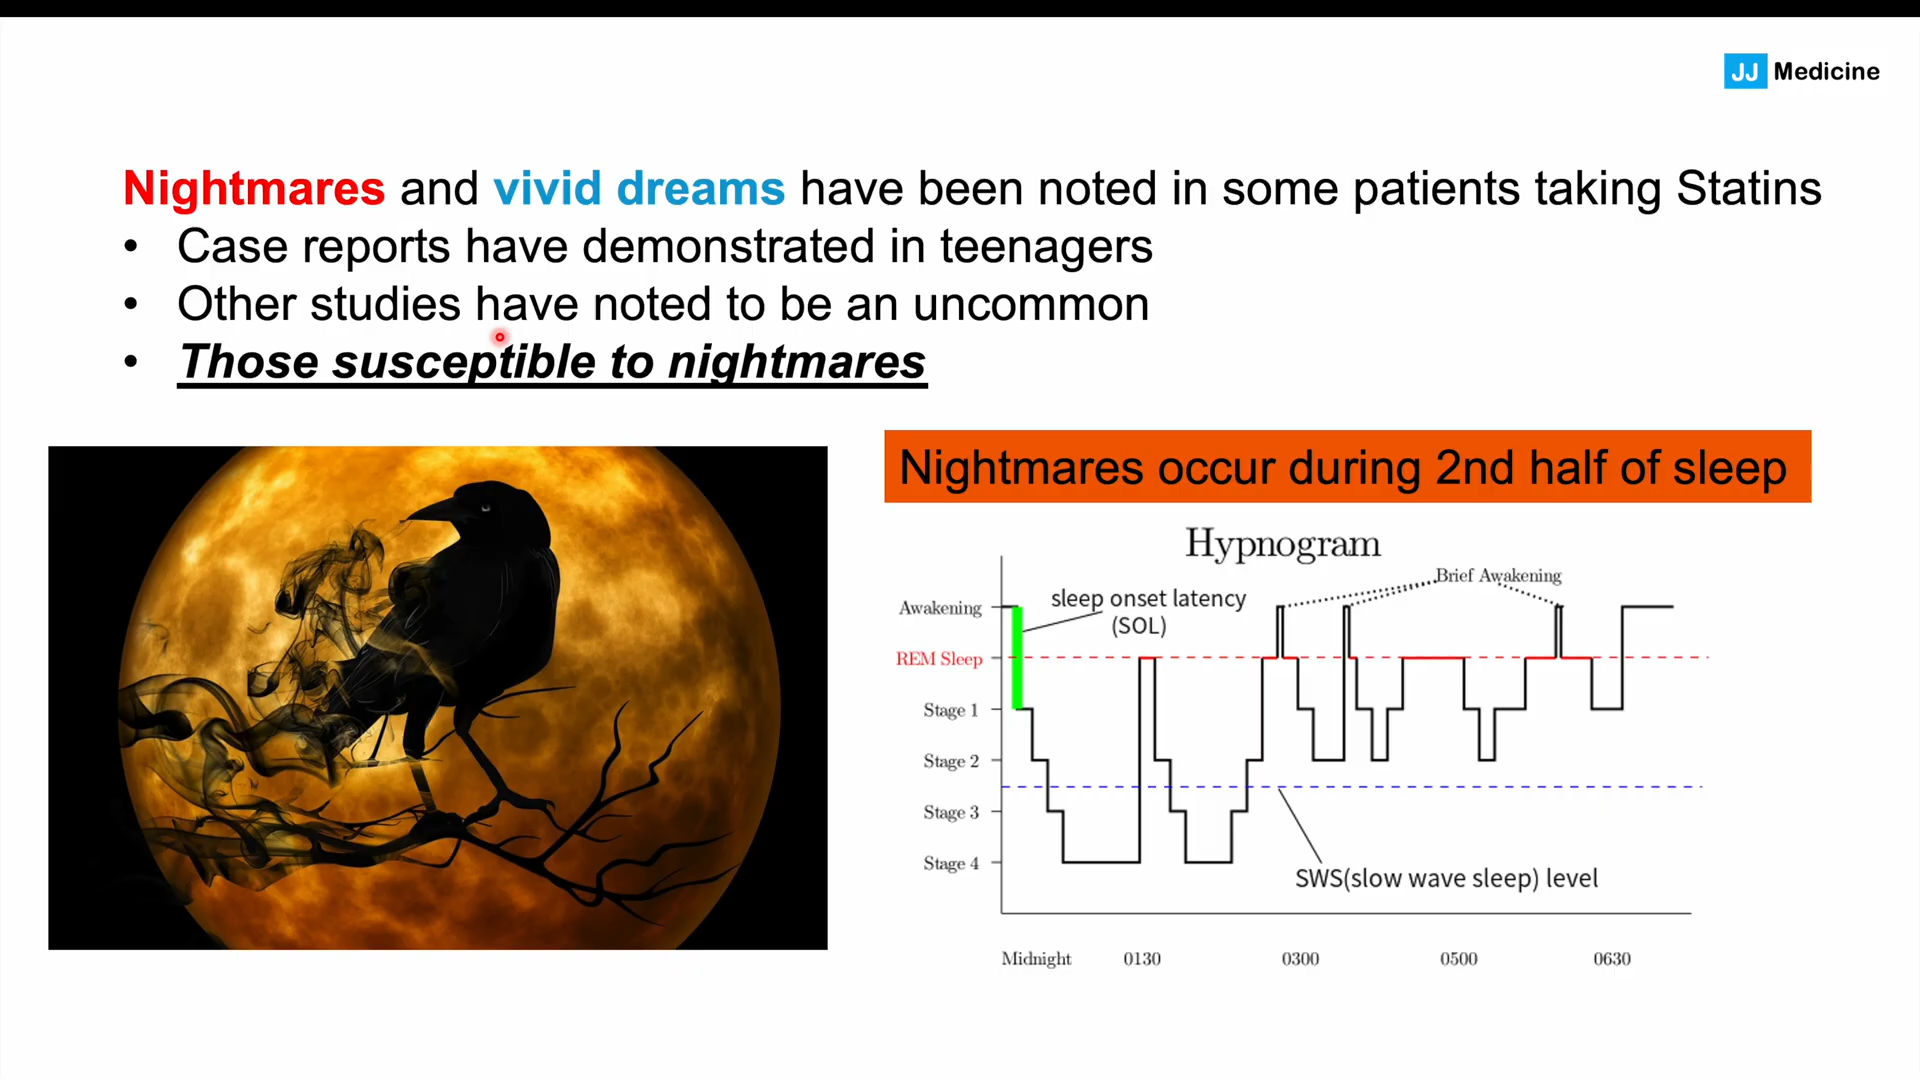 JJ Medicine
Nightmares and vivid dreams have been noted in some patients taking Statins
• Case reports have demonstrated in teenagers
• Other studies have noted to be an uncommon
• Those susceptible to nightmares
Nightmares occur during 2nd half of sleep
Hypnogram
Brief Awakening
sleep onset latency
(SOL)
Awakening
REM Sleep
Stage 1
Stage 2
Stage 3
Stage 4
SWS(slow wave sleep) level
Midnight 0130 0300 0500 0630